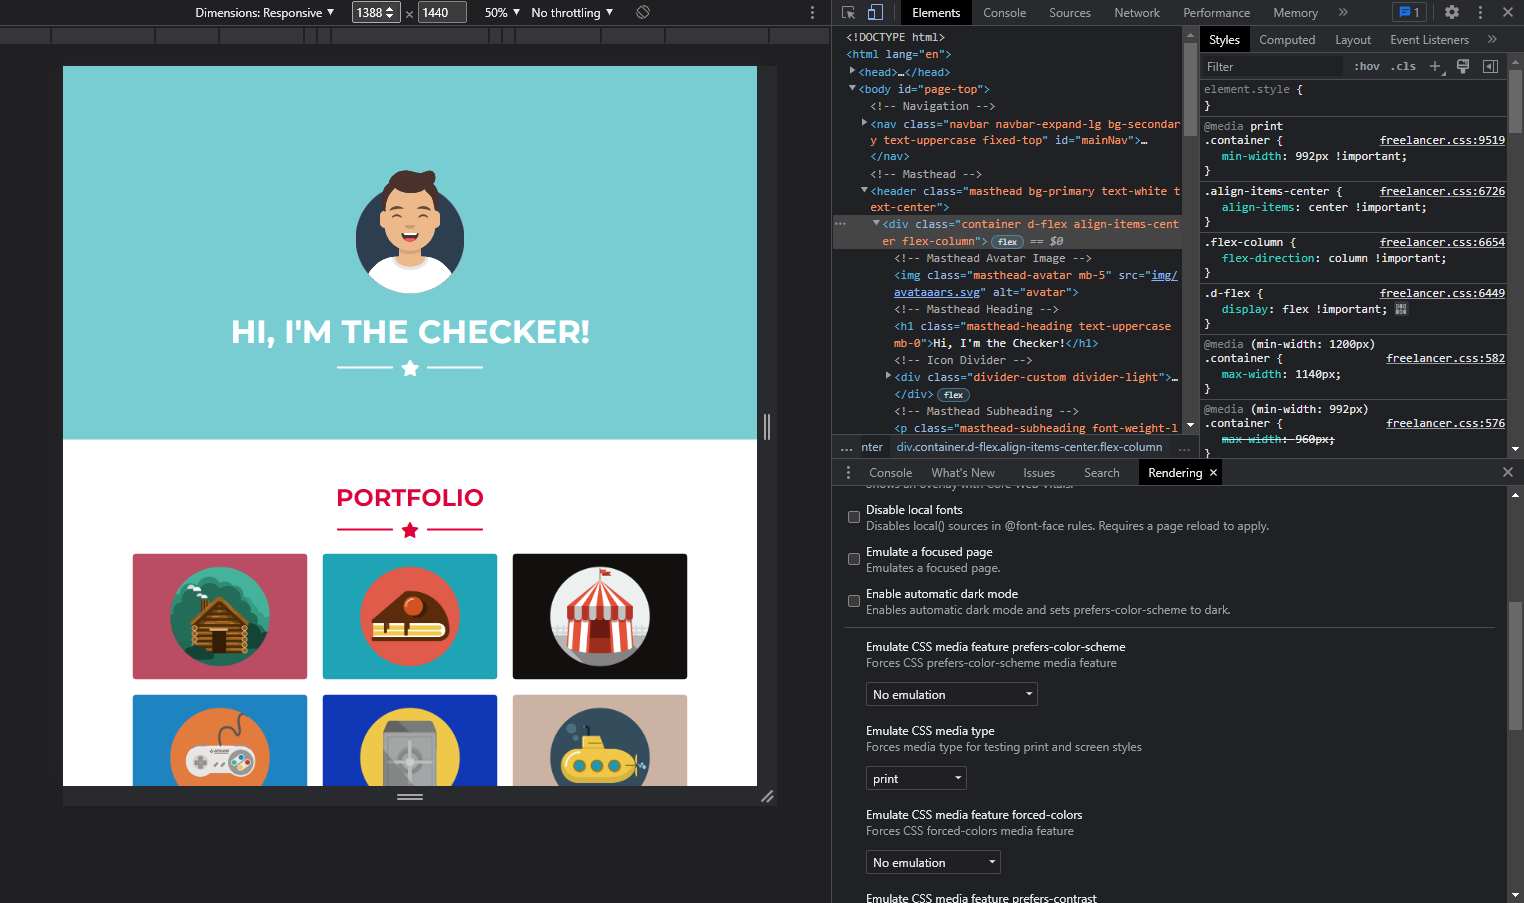 Dimensions: Responsive ▼ 1388 × 1440 50% ▼ No throttling ▼
HI, I'M THE CHECKER!
PORTFOLIO
Elements Console Sources Network Performance Memory » 1
<!DOCTYPE html>
<html lang="en">
<head>…</head>
<body id="page-top">
<!-- Navigation -->
<nav class="navbar navbar-expand-lg bg-secondar
y text-uppercase fixed-top" id="mainNav">…
</nav>
<!-- Masthead -->
<header class="masthead bg-primary text-white t
ext-center">
<div class="container d-flex align-items-cent
er flex-column"> flex == $0
<!-- Masthead Avatar Image -->
<img class="masthead-avatar mb-5" src="img/
avataaars.svg" alt="avatar">
<!-- Masthead Heading -->
<h1 class="masthead-heading text-uppercase
mb-0">Hi, I'm the Checker!</h1>
<!-- Icon Divider -->
<div class="divider-custom divider-light">…
</div> flex
<!-- Masthead Subheading -->
<p class="masthead-subheading font-weight-l
… nter div.container.d-flex.align-items-center.flex-column …
Styles Computed Layout Event Listeners »
Filter :hov .cls +
element.style {
}
@media print
.container { freelancer.css:9519
min-width: 992px !important;
}
.align-items-center { freelancer.css:6726
align-items: center !important;
}
.flex-column { freelancer.css:6654
flex-direction: column !important;
}
.d-flex { freelancer.css:6449
display: flex !important;
}
@media (min-width: 1200px)
.container { freelancer.css:582
max-width: 1140px;
}
@media (min-width: 992px)
.container { freelancer.css:576
max-width: 960px;
}
Console What's New Issues Search Rendering ×
Shows an overlay with Core Web Vitals.
Disable local fonts
Disables local() sources in @font-face rules. Requires a page reload to apply.
Emulate a focused page
Emulates a focused page.
Enable automatic dark mode
Enables automatic dark mode and sets prefers-color-scheme to dark.
Emulate CSS media feature prefers-color-scheme
Forces CSS prefers-color-scheme media feature
No emulation
Emulate CSS media type
Forces media type for testing print and screen styles
print
Emulate CSS media feature forced-colors
Forces CSS forced-colors media feature
No emulation
Emulate CSS media feature prefers-contrast